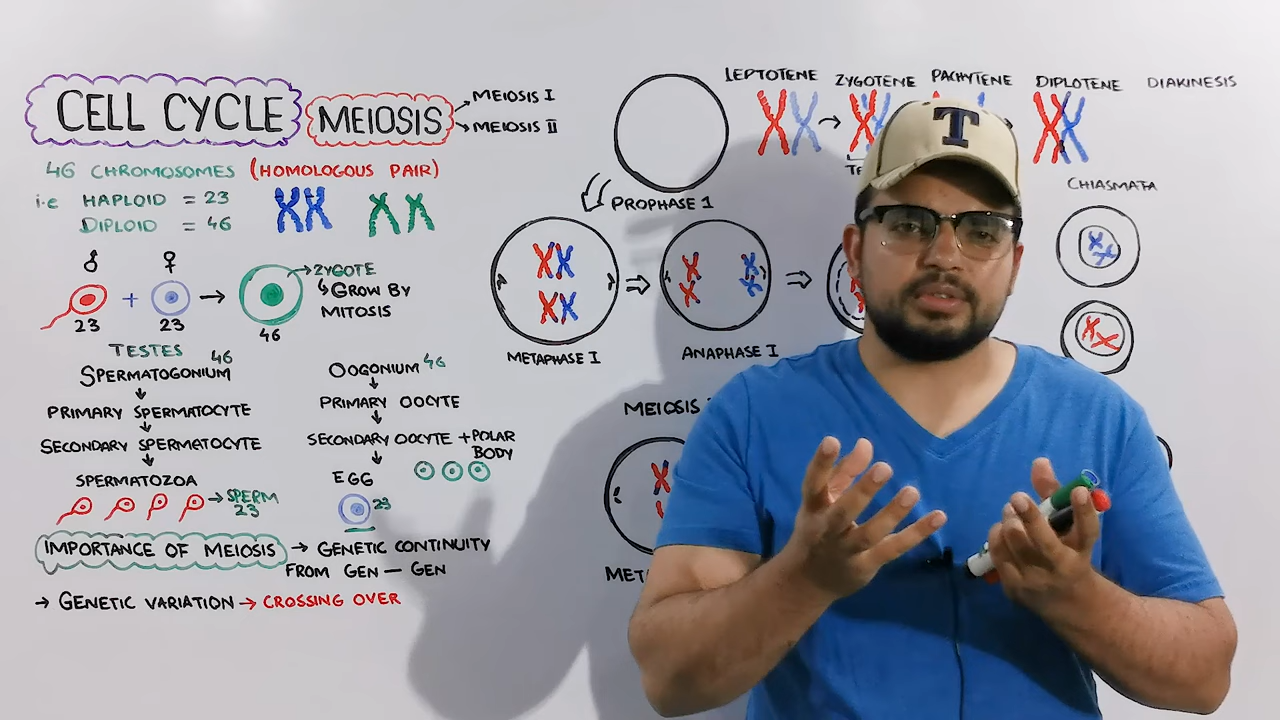 CELL CYCLE
MEIOSIS
MEIOSIS I
MEIOSIS II
46 CHROMOSOMES (HOMOLOGOUS PAIR)
i.e HAPLOID = 23
DIPLOID = 46
♂ ♀
+
23 23 46
ZYGOTE
GROW BY
MITOSIS
TESTES
46
SPERMATOGONIUM
PRIMARY SPERMATOCYTE
SECONDARY SPERMATOCYTE
SPERMATOZOA
SPERM
23
OOGONIUM 46
PRIMARY OOCYTE
SECONDARY OOCYTE + POLAR
BODY
EGG
23
IMPORTANCE OF MEIOSIS → GENETIC CONTINUITY
FROM GEN — GEN
→ GENETIC VARIATION → CROSSING OVER
LEPTOTENE ZYGOTENE PACHYTENE DIPLOTENE DIAKINESIS
CHIASMATA
PROPHASE 1
METAPHASE I
ANAPHASE I
MEIOSIS
T